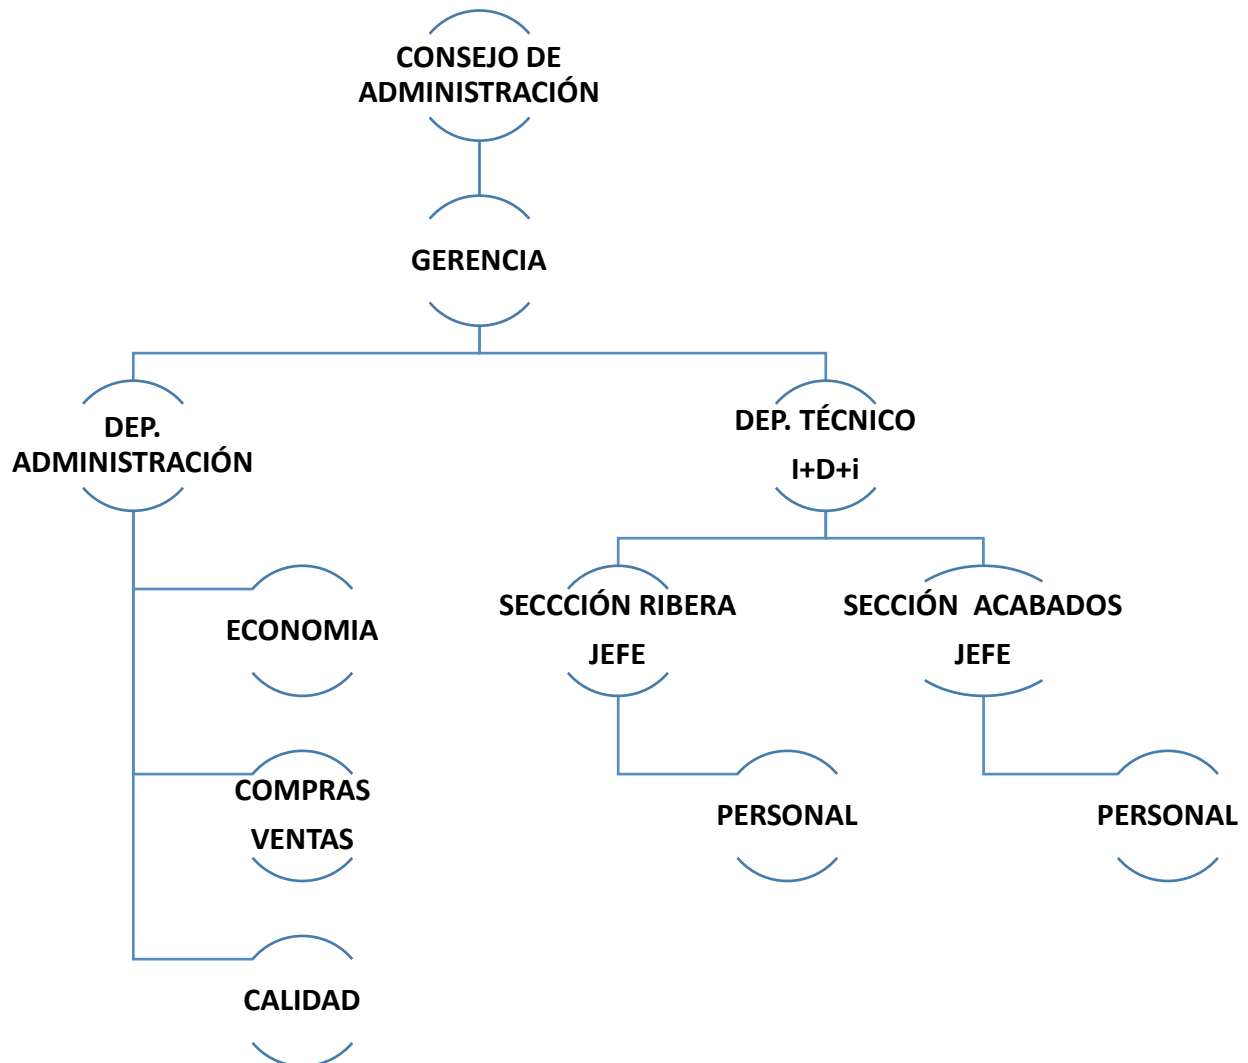 CONSEJO DE
ADMINISTRACIÓN
GERENCIA
DEP.
ADMINISTRACIÓN
DEP. TÉCNICO
I+D+i
ECONOMIA
SECCCIÓN RIBERA
JEFE
SECCIÓN ACABADOS
JEFE
COMPRAS
VENTAS
PERSONAL
PERSONAL
CALIDAD